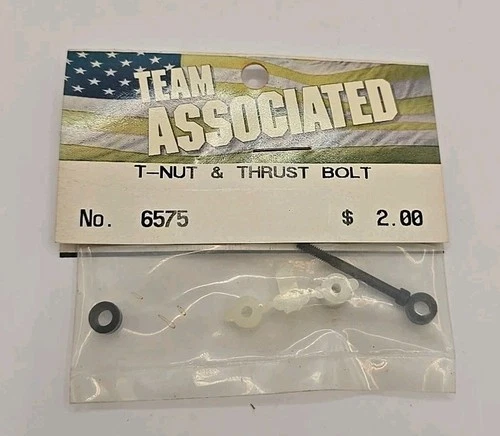 TEAM
ASSOCIATED
T-NUT & THRUST BOLT
No. 6575 $ 2.00